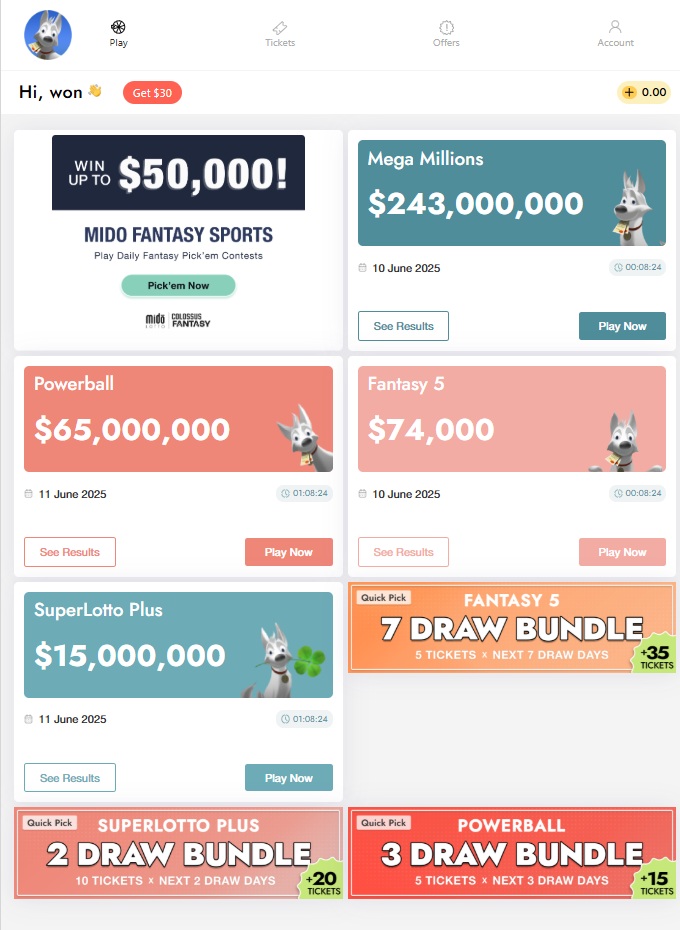 Play
Tickets
Offers
Account
Hi, won
Get $30
+ 0.00
WIN
UP TO
$50,000!
MIDO FANTASY SPORTS
Play Daily Fantasy Pick'em Contests
Pick'em Now
mido
LOTTO
COLOSSUS
FANTASY
Mega Millions
$243,000,000
10 June 2025
00:08:24
See Results
Play Now
Powerball
$65,000,000
11 June 2025
01:08:24
See Results
Play Now
Fantasy 5
$74,000
10 June 2025
00:08:24
See Results
Play Now
SuperLotto Plus
$15,000,000
11 June 2025
01:08:24
See Results
Play Now
Quick Pick
FANTASY 5
7 DRAW BUNDLE
5 TICKETS x NEXT 7 DRAW DAYS
+35
TICKETS
Quick Pick
SUPERLOTTO PLUS
2 DRAW BUNDLE
10 TICKETS x NEXT 2 DRAW DAYS
+20
TICKETS
Quick Pick
POWERBALL
3 DRAW BUNDLE
5 TICKETS x NEXT 3 DRAW DAYS
+15
TICKETS